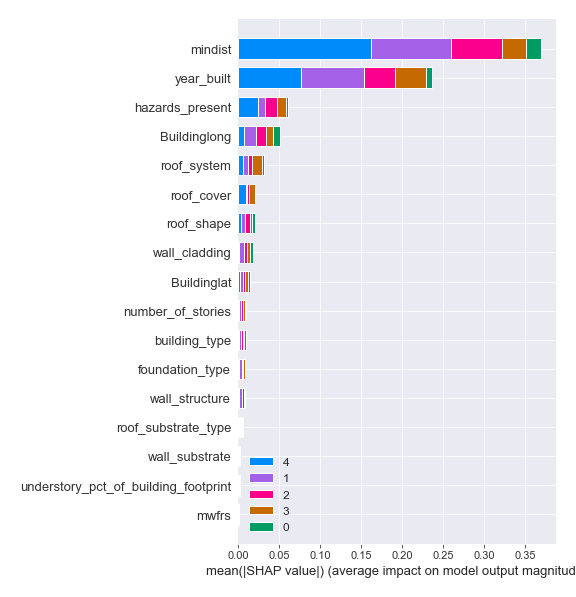 mindist
year_built
hazards_present
Buildinglong
roof_system
roof_cover
roof_shape
wall_cladding
Buildinglat
number_of_stories
building_type
foundation_type
wall_structure
roof_substrate_type
wall_substrate
understory_pct_of_building_footprint
mwfrs
4
1
2
3
0
0.00 0.05 0.10 0.15 0.20 0.25 0.30 0.35
mean(|SHAP value|) (average impact on model output magnitud